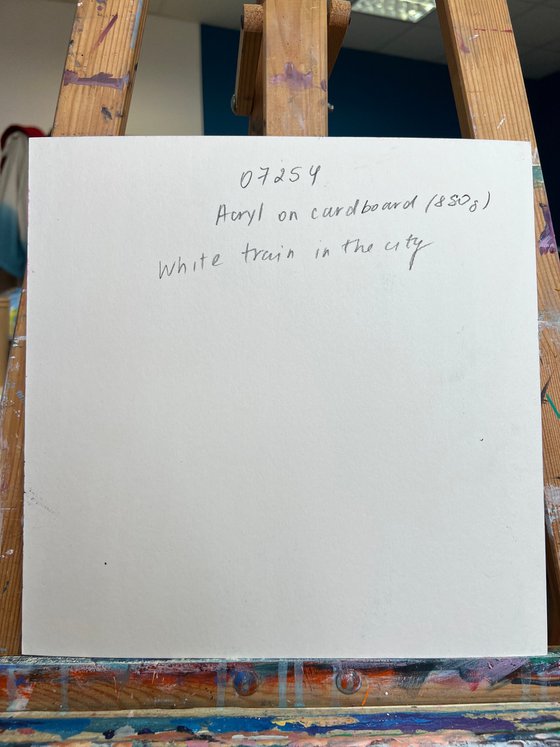 07254
Acryl on cardboard (850g)
White train in the city